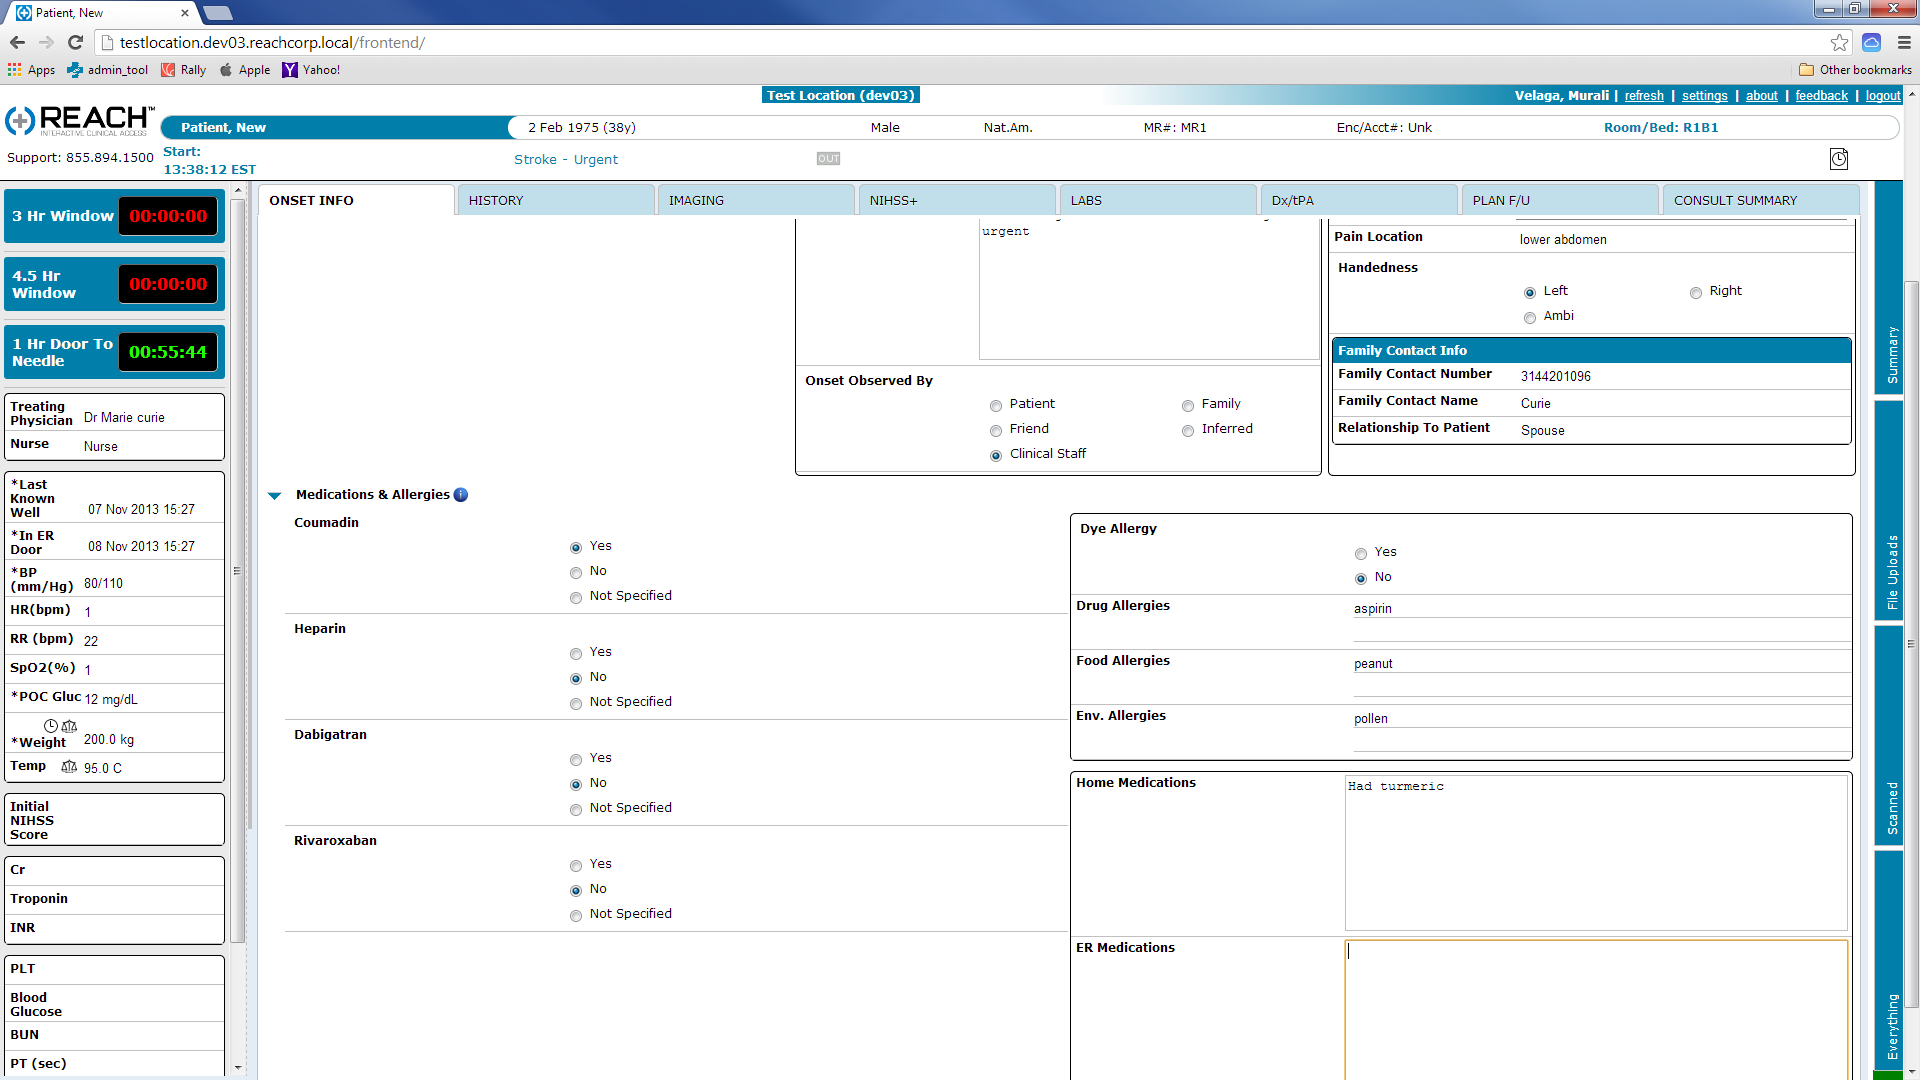 Patient, New
testlocation.dev03.reachcorp.local/frontend/
Apps admin_tool Rally Apple Yahoo! Other bookmarks
Test Location (dev03)
Velaga, Murali | refresh | settings | about | feedback | logout
REACH™
INTERACTIVE CLINICAL ACCESS
Patient, New 2 Feb 1975 (38y) Male Nat.Am. MR#: MR1 Enc/Acct#: Unk Room/Bed: R1B1
Support: 855.894.1500
Start:
13:38:12 EST
Stroke - Urgent
OUT
3 Hr Window 00:00:00
4.5 Hr
Window
00:00:00
1 Hr Door To
Needle
00:55:44
Treating
Physician Dr Marie curie
Nurse Nurse
*Last
Known
Well 07 Nov 2013 15:27
*In ER
Door 08 Nov 2013 15:27
*BP
(mm/Hg) 80/110
HR(bpm) 1
RR (bpm) 22
SpO2(%) 1
*POC Gluc 12 mg/dL
*Weight 200.0 kg
Temp 95.0 C
Initial
NIHSS
Score
Cr
Troponin
INR
PLT
Blood
Glucose
BUN
PT (sec)
ONSET INFO HISTORY IMAGING NIHSS+ LABS Dx/tPA PLAN F/U CONSULT SUMMARY
urgent
Onset Observed By
Patient Family
Friend Inferred
Clinical Staff
Pain Location lower abdomen
Handedness
Left Right
Ambi
Family Contact Info
Family Contact Number 3144201096
Family Contact Name Curie
Relationship To Patient Spouse
Medications & Allergies
Coumadin
Yes
No
Not Specified
Heparin
Yes
No
Not Specified
Dabigatran
Yes
No
Not Specified
Rivaroxaban
Yes
No
Not Specified
Dye Allergy
Yes
No
Drug Allergies aspirin
Food Allergies peanut
Env. Allergies pollen
Home Medications Had turmeric
ER Medications
Summary
File Uploads
Scanned
Everything